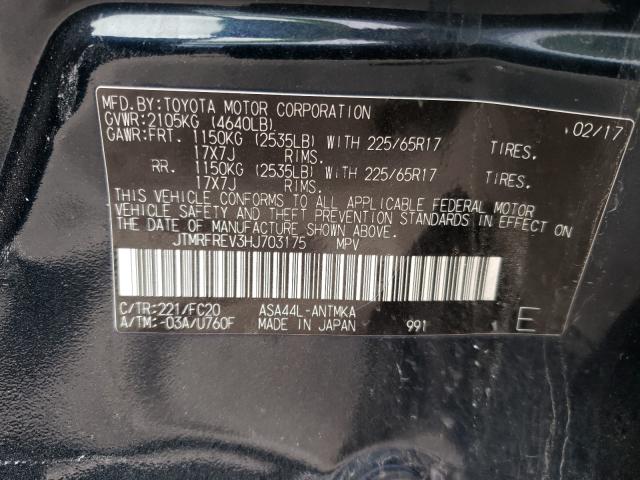 MFD.BY:TOYOTA MOTOR CORPORATION 02/17
GVWR:2105KG (4640LB)
GAWR:FRT. 1150KG (2535LB) WITH 225/65R17 TIRES.
17X7J RIMS.
RR. 1150KG (2535LB) WITH 225/65R17 TIRES.
17X7J RIMS.
THIS VEHICLE CONFORMS TO ALL APPLICABLE FEDERAL MOTOR
VEHICLE SAFETY AND THEFT PREVENTION STANDARDS IN EFFECT ON
THE DATE OF MANUFACTURE SHOWN ABOVE.
JTMRFREV3HJ703175 MPV
C/TR:221/FC20 ASA44L-ANTMKA
A/TM:-03A/U760F MADE IN JAPAN 991 E